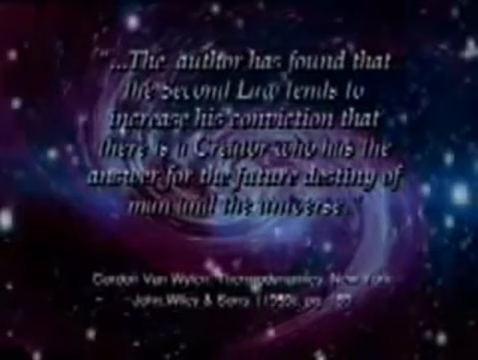 "...The author has found that
the Second Law tends to
increase his conviction that
there is a Creator who has the
answer for the future destiny of
man and the universe."
Gordon Van Wylen, Thermodynamics, New York:
John Wiley & Sons, pg.